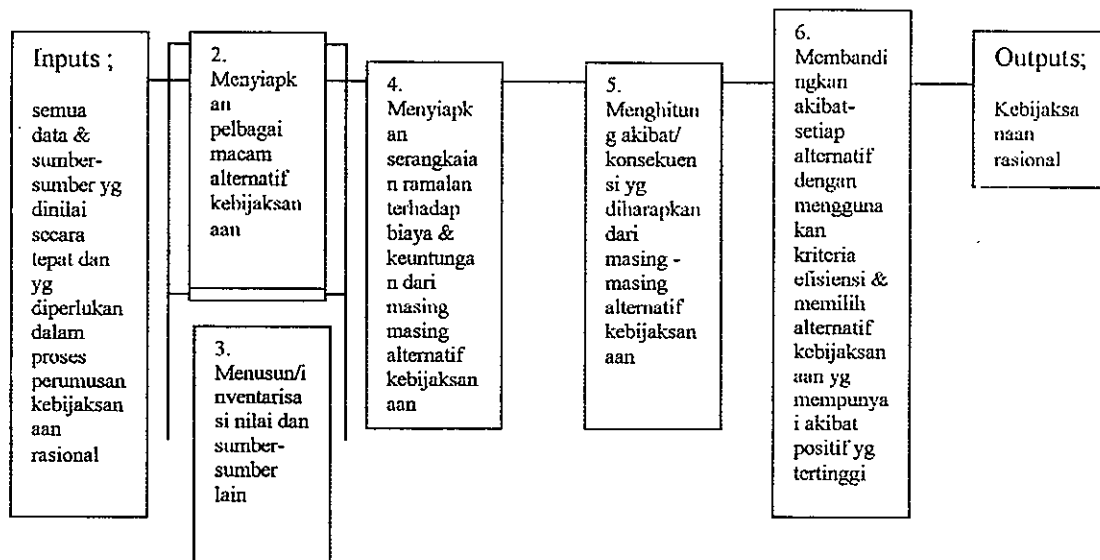 Inputs ;
semua
data &
sumber-
sumber yg
dinilai
secara
tepat dan
yg
diperlukan
dalam
proses
perumusan
kebijaksan
aan
rasional
2.
Menyiapk
an
pelbagai
macam
alternatif
kebijaksan
aan
3.
Menusun/i
nventarisa
si nilai dan
sumber-
sumber
lain
4.
Menyiapk
an
serangkaia
n ramalan
terhadap
biaya &
keuntunga
n dari
masing
masing
alternatif
kebijaksan
aan
5.
Menghitun
g akibat/
konsekuen
si yg
diharapkan
dari
masing -
masing
alternatif
kebijaksan
aan
6.
Membandi
ngkan
akibat-
setiap
alternatif
dengan
mengguna
kan
kriteria
efisiensi &
memilih
alternatif
kebijaksan
aan yg
mempunya
i akibat
positif yg
tertinggi
Outputs;
Kebijaksa
naan
rasional